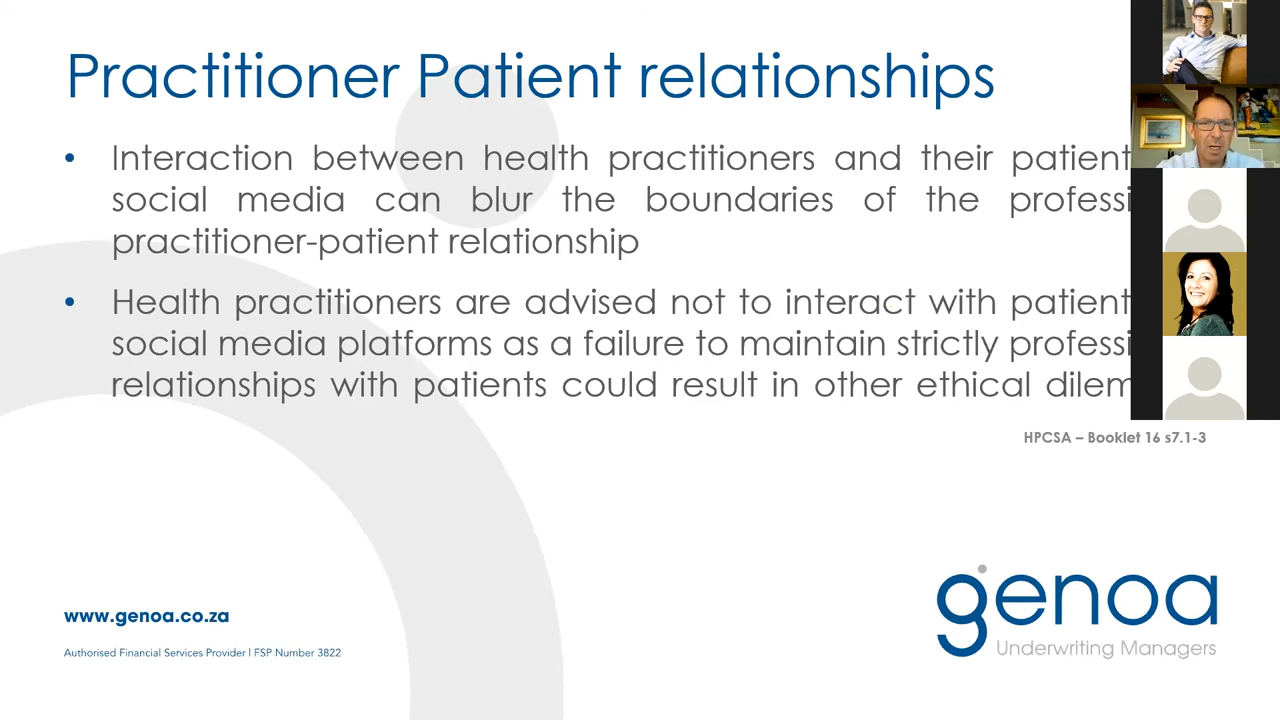 Practitioner Patient relationships
• Interaction between health practitioners and their patient
social media can blur the boundaries of the professi
practitioner-patient relationship
• Health practitioners are advised not to interact with patient
social media platforms as a failure to maintain strictly professi
relationships with patients could result in other ethical dilem
HPCSA – Booklet 16 s7.1-3
www.genoa.co.za
Authorised Financial Services Provider | FSP Number 3822
genoa
Underwriting Managers